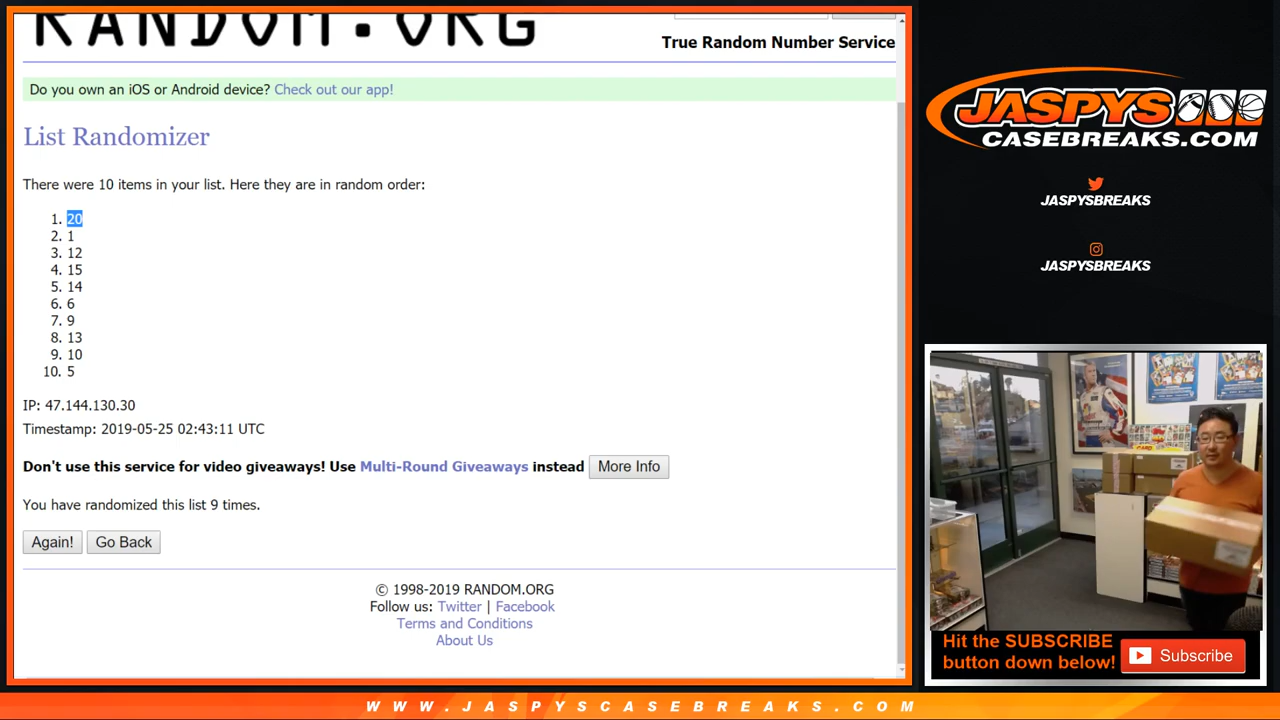 RANDOM.ORG
True Random Number Service
Do you own an iOS or Android device? Check out our app!
List Randomizer
There were 10 items in your list. Here they are in random order:
1. 20
2. 1
3. 12
4. 15
5. 14
6. 6
7. 9
8. 13
9. 10
10. 5
IP: 47.144.130.30
Timestamp: 2019-05-25 02:43:11 UTC
Don't use this service for video giveaways! Use Multi-Round Giveaways instead More Info
You have randomized this list 9 times.
Again! Go Back
© 1998-2019 RANDOM.ORG
Follow us: Twitter | Facebook
Terms and Conditions
About Us
JASPYS
CASEBREAKS.COM
JASPYSBREAKS
JASPYSBREAKS
Hit the SUBSCRIBE
button down below!
Subscribe
WWW.JASPYSCASEBREAKS.COM